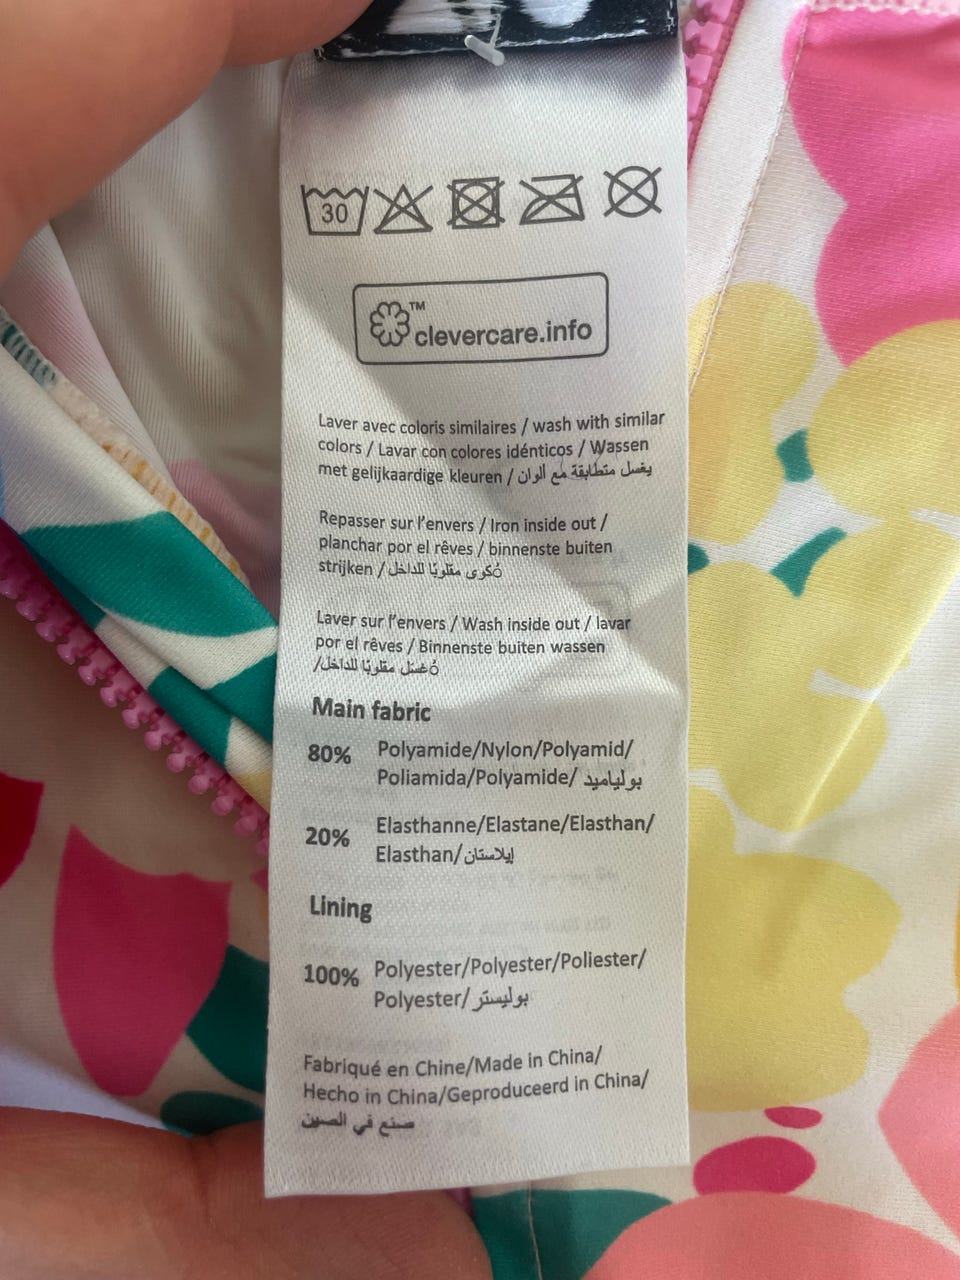 30
TM
clevercare.info
Laver avec coloris similaires / wash with similar
colors / Lavar con colores idénticos / Wassen
met gelijkaardige kleuren / يغسل متطابقة مع ألوان
Repasser sur l'envers / Iron inside out /
planchar por el rêves / binnenste buiten
strijken / كوى مقلوبًا للداخل
Laver sur l'envers / Wash inside out / lavar
por el rêves / Binnenste buiten wassen
/غسل مقلوبًا للداخل
Main fabric
80% Polyamide/Nylon/Polyamid/
Poliamida/Polyamide/ بولياميد
20% Elasthanne/Elastane/Elasthan/
Elasthan/إيلاستان
Lining
100% Polyester/Polyester/Poliester/
Polyester/بوليستر
Fabriqué en Chine/Made in China/
Hecho in China/Geproduceerd in China/
صنع في الصين